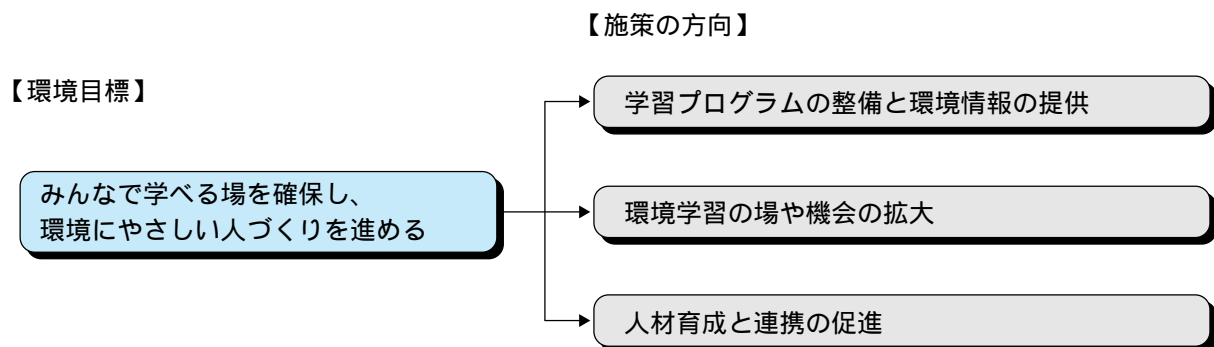 【施策の方向】
【環境目標】
学習プログラムの整備と環境情報の提供
みんなで学べる場を確保し、
環境にやさしい人づくりを進める
環境学習の場や機会の拡大
人材育成と連携の促進